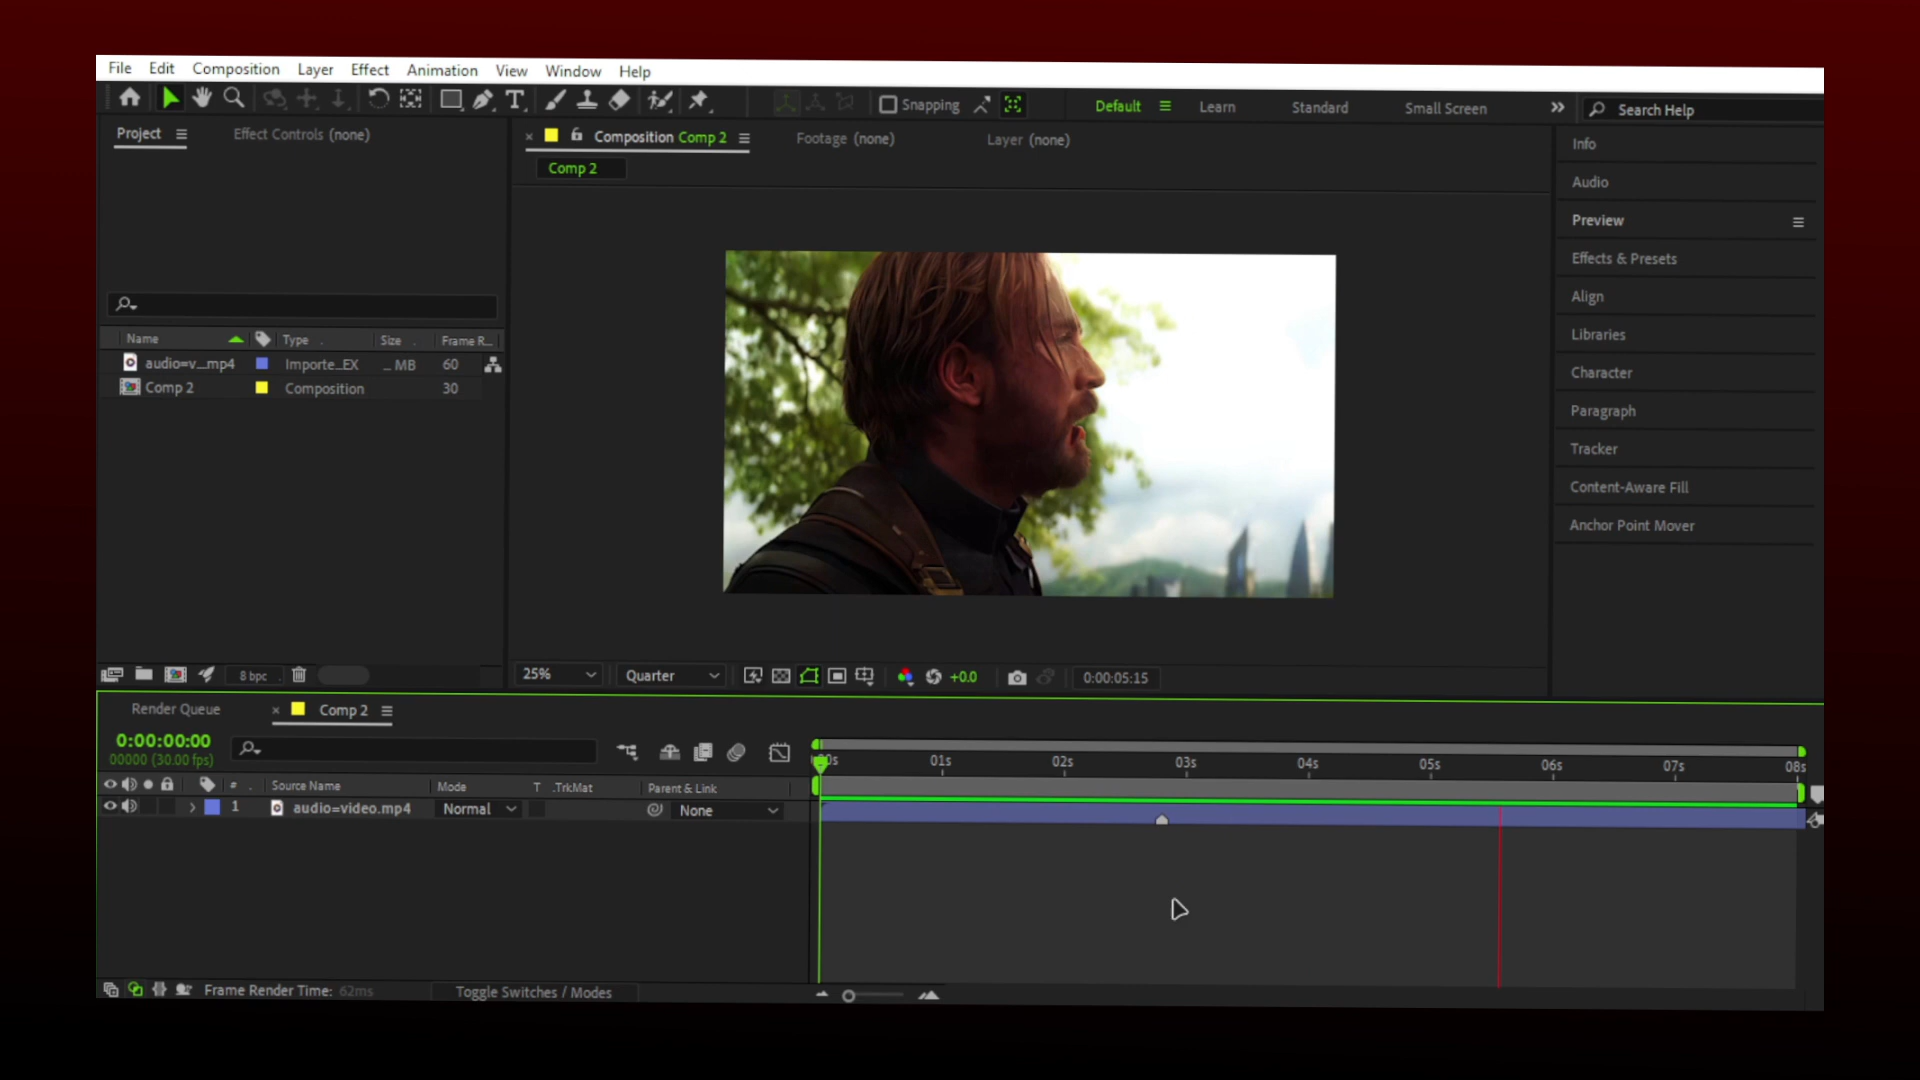 File Edit Composition Layer Effect Animation View Window Help
Snapping Default Learn Standard Small Screen Search Help
Project Effect Controls (none) Composition Comp 2 Footage (none) Layer (none)
Comp 2
Info
Audio
Preview
Effects & Presets
Align
Libraries
Character
Paragraph
Tracker
Content-Aware Fill
Anchor Point Mover
Name Type Size Frame R...
audio=v...mp4 Importe...EX ... MB 60
Comp 2 Composition 30
8 bpc
25% Quarter +0.0 0:00:05:15
Render Queue Comp 2
0:00:00:00
00000 (30.00 fps)
01s 02s 03s 04s 05s 06s 07s 08s
# Source Name Mode T .TrkMat Parent & Link
1 audio=video.mp4 Normal None
Frame Render Time: 62ms Toggle Switches / Modes